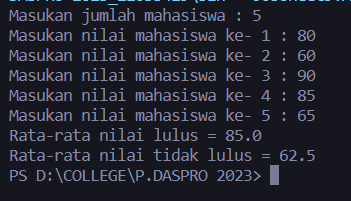 Masukan jumlah mahasiswa : 5
Masukan nilai mahasiswa ke- 1 : 80
Masukan nilai mahasiswa ke- 2 : 60
Masukan nilai mahasiswa ke- 3 : 90
Masukan nilai mahasiswa ke- 4 : 85
Masukan nilai mahasiswa ke- 5 : 65
Rata-rata nilai lulus = 85.0
Rata-rata nilai tidak lulus = 62.5
PS D:\COLLEGE\P.DASPRO 2023>